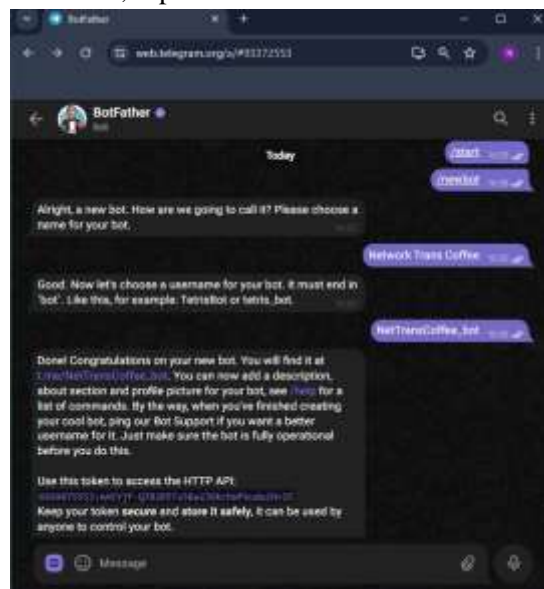 BotFather
web.telegram.org/a/#93372553
BotFather
bot
Today
/start
/newbot
Alright, a new bot. How are we going to call it? Please choose a
name for your bot.
Network Trans Coffee
Good. Now let's choose a username for your bot. It must end in
`bot`. Like this, for example: TetrisBot or tetris_bot.
NetTransCoffee_bot
Done! Congratulations on your new bot. You will find it at
t.me/NetTransCoffee_bot. You can now add a description,
about section and profile picture for your bot, see /help for a
list of commands. By the way, when you've finished creating
your cool bot, ping our Bot Support if you want a better
username for it. Just make sure the bot is fully operational
before you do this.
Use this token to access the HTTP API:
Keep your token secure and store it safely, it can be used by
anyone to control your bot.
Message